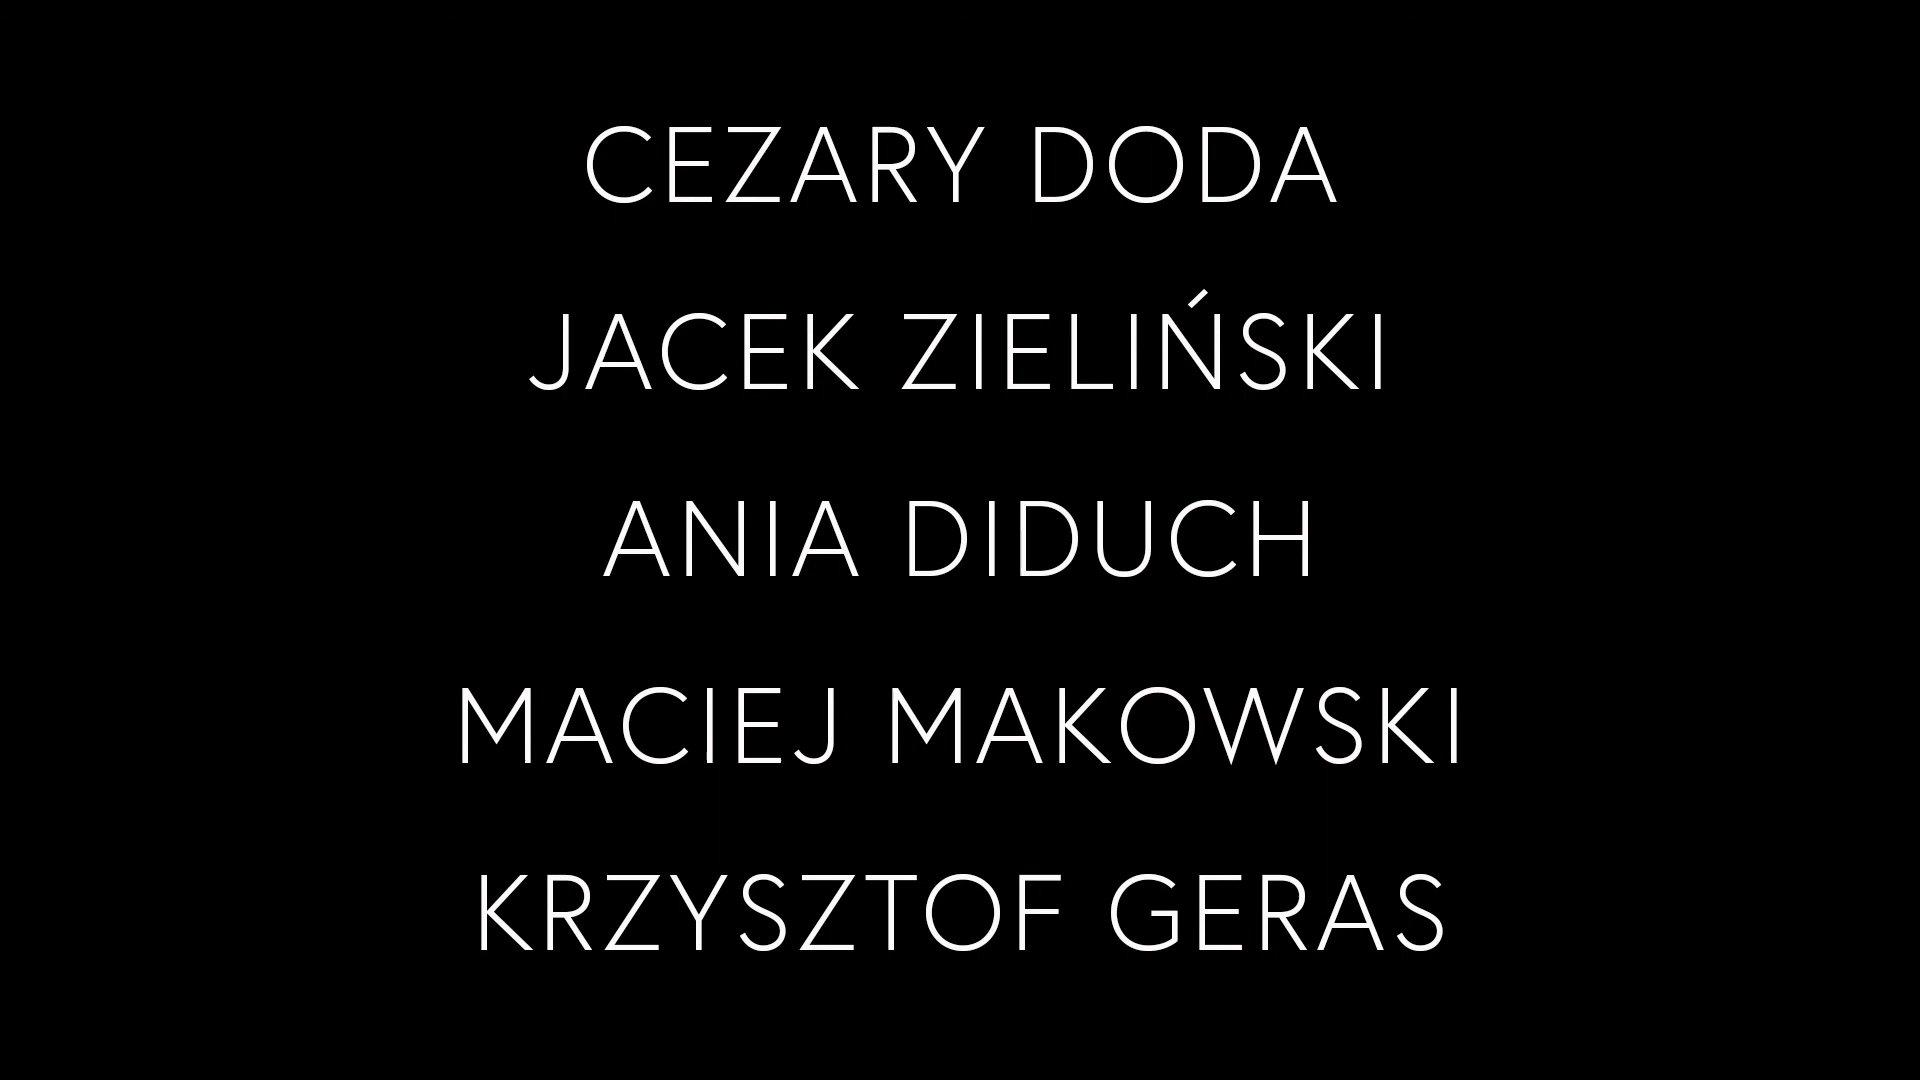 CEZARY DODA
JACEK ZIELIŃSKI
ANIA DIDUCH
MACIEJ MAKOWSKI
KRZYSZTOF GERAS